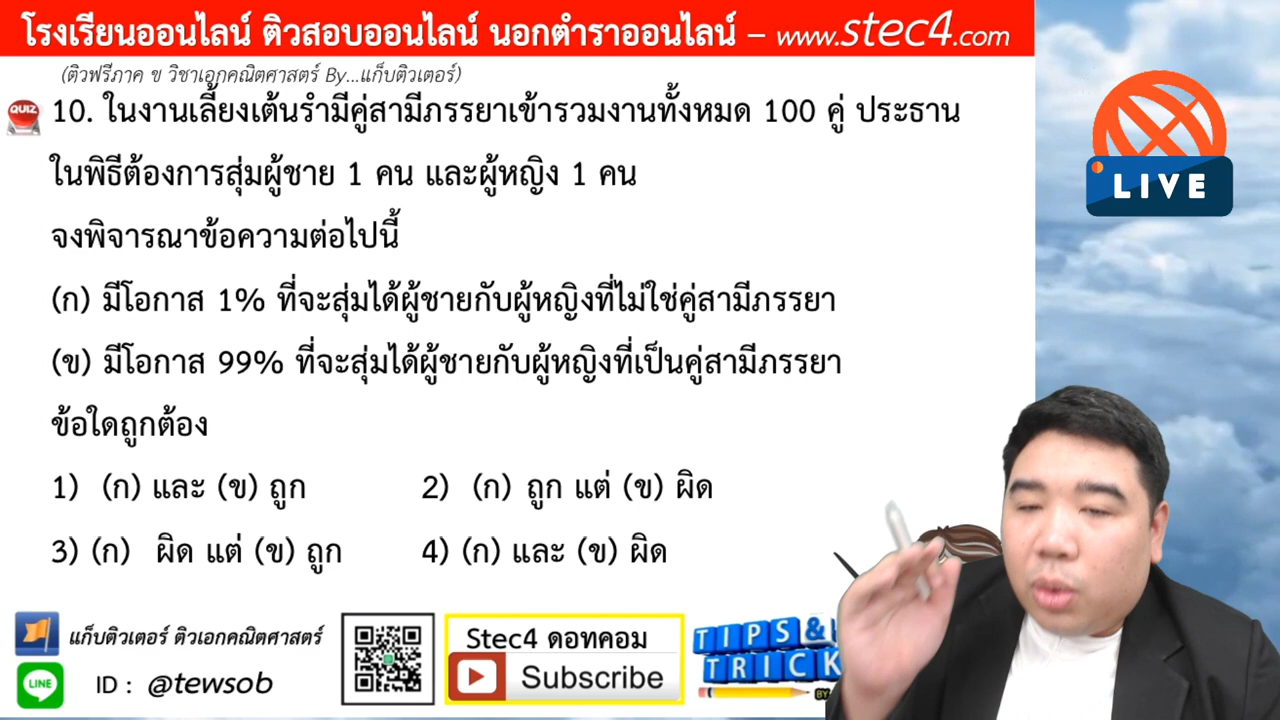 โรงเรียนออนไลน์ ติวสอบออนไลน์ นอกตำราออนไลน์ – www.stec4.com
(ติวฟรีภาค ข วิชาเอกคณิตศาสตร์ By...แก็บติวเตอร์)
QUIZ
10. ในงานเลี้ยงเต้นรำมีคู่สามีภรรยาเข้ารวมงานทั้งหมด 100 คู่ ประธาน
ในพิธีต้องการสุ่มผู้ชาย 1 คน และผู้หญิง 1 คน
จงพิจารณาข้อความต่อไปนี้
(ก) มีโอกาส 1% ที่จะสุ่มได้ผู้ชายกับผู้หญิงที่ไม่ใช่คู่สามีภรรยา
(ข) มีโอกาส 99% ที่จะสุ่มได้ผู้ชายกับผู้หญิงที่เป็นคู่สามีภรรยา
ข้อใดถูกต้อง
1) (ก) และ (ข) ถูก 2) (ก) ถูก แต่ (ข) ผิด
3) (ก) ผิด แต่ (ข) ถูก 4) (ก) และ (ข) ผิด
LIVE
แก็บติวเตอร์ ติวเอกคณิตศาสตร์
LINE ID : @tewsob
Stec4 ดอทคอม
Subscribe
TIPS &
TRICK
BY